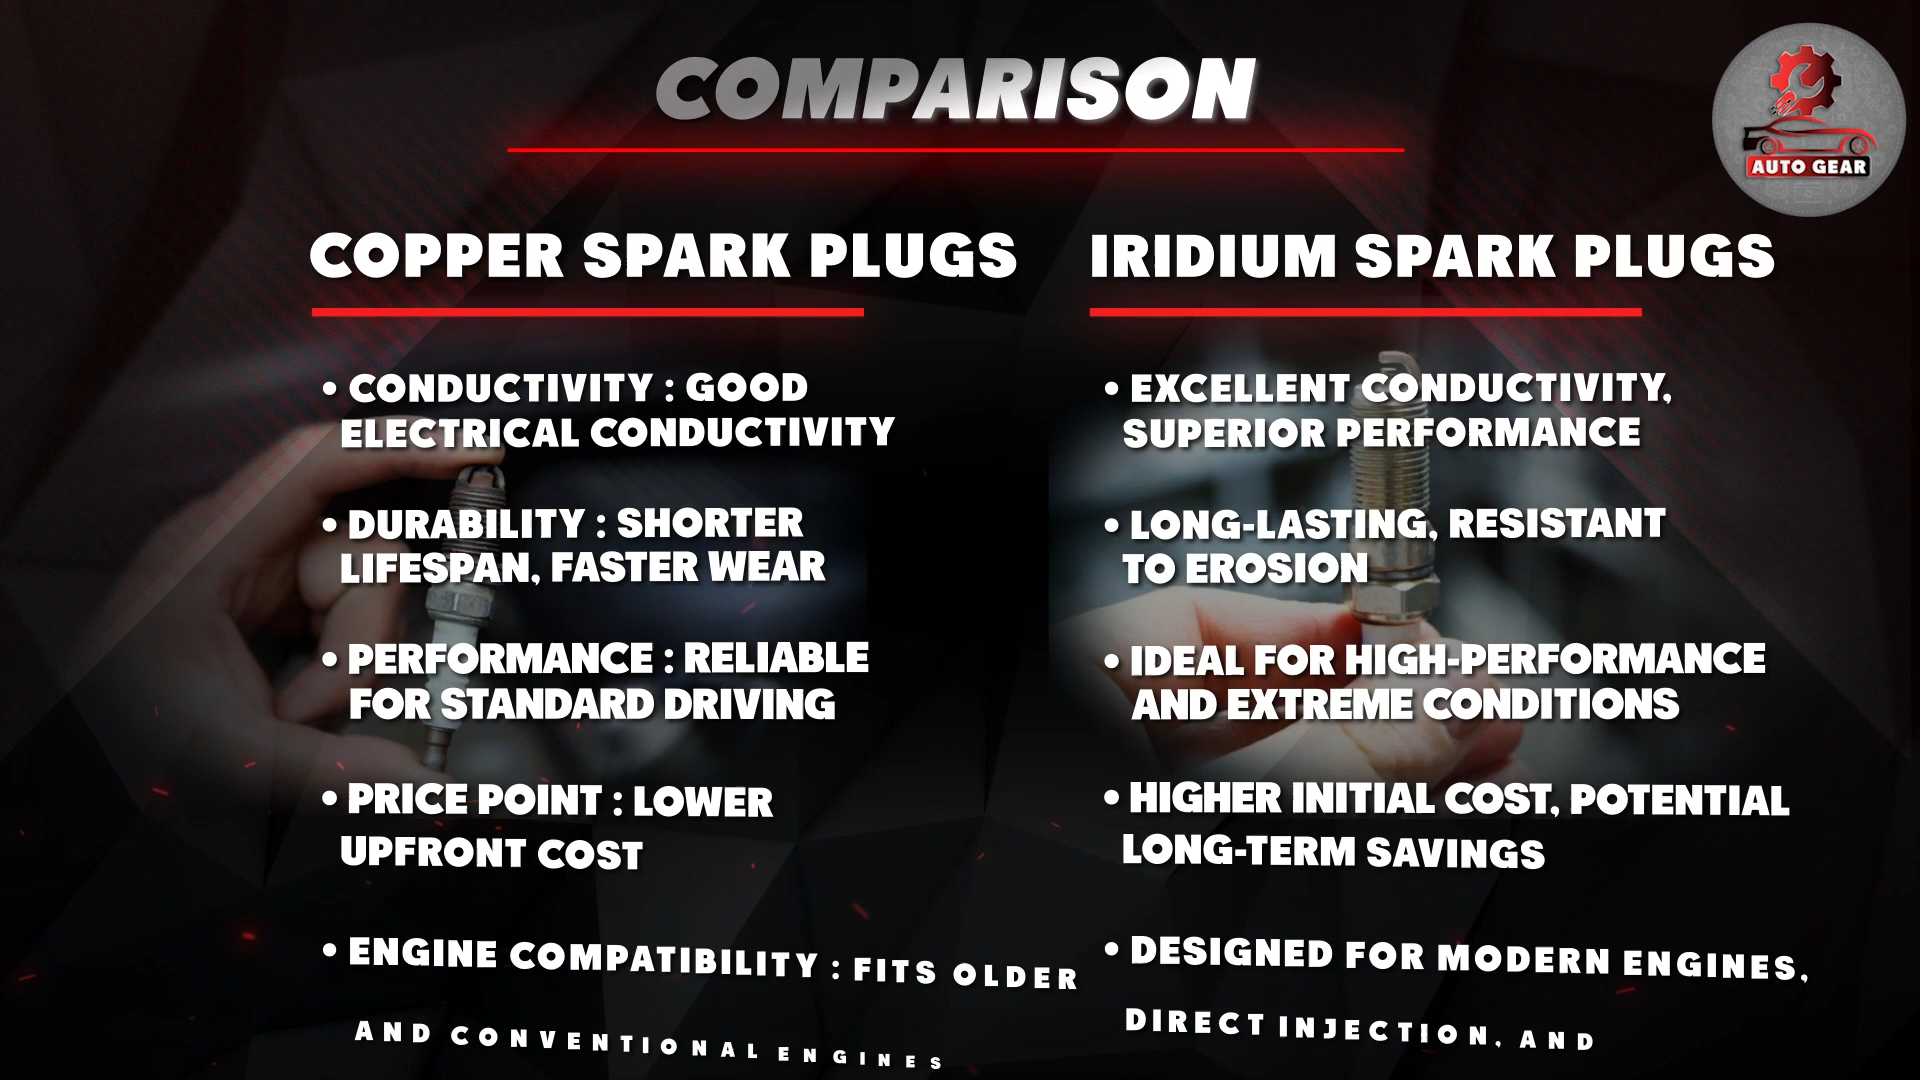 COMPARISON
AUTO GEAR
COPPER SPARK PLUGS
• CONDUCTIVITY : GOOD
ELECTRICAL CONDUCTIVITY
• DURABILITY : SHORTER
LIFESPAN, FASTER WEAR
• PERFORMANCE : RELIABLE
FOR STANDARD DRIVING
• PRICE POINT : LOWER
UPFRONT COST
• ENGINE COMPATIBILITY : FITS OLDER
AND CONVENTIONAL ENGINES
IRIDIUM SPARK PLUGS
• EXCELLENT CONDUCTIVITY,
SUPERIOR PERFORMANCE
• LONG-LASTING, RESISTANT
TO EROSION
• IDEAL FOR HIGH-PERFORMANCE
AND EXTREME CONDITIONS
• HIGHER INITIAL COST, POTENTIAL
LONG-TERM SAVINGS
• DESIGNED FOR MODERN ENGINES,
DIRECT INJECTION, AND